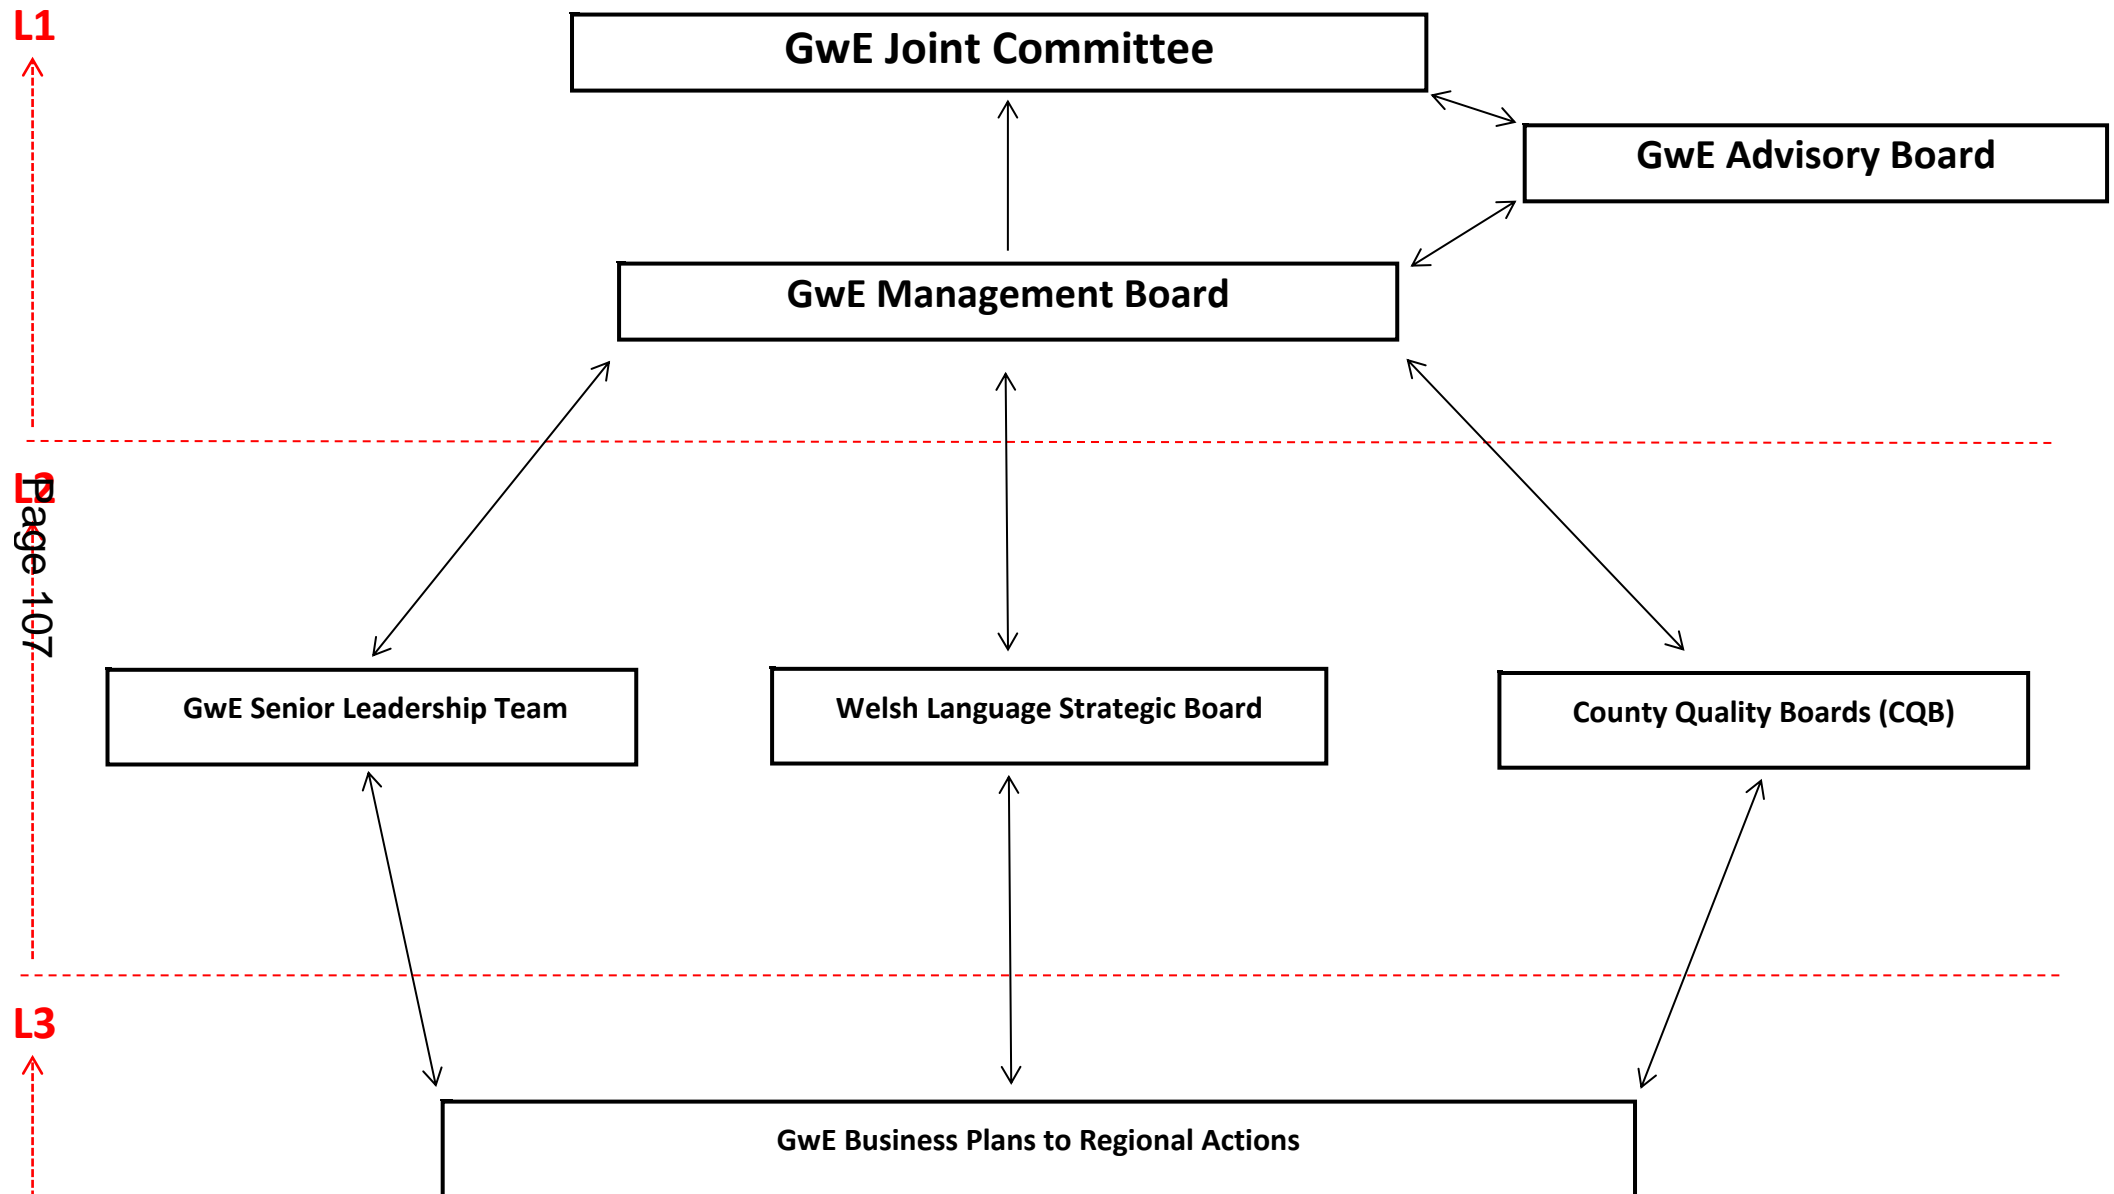 L1
GwE Joint Committee
GwE Advisory Board
GwE Management Board
L2
Page 107
GwE Senior Leadership Team
Welsh Language Strategic Board
County Quality Boards (CQB)
L3
GwE Business Plans to Regional Actions